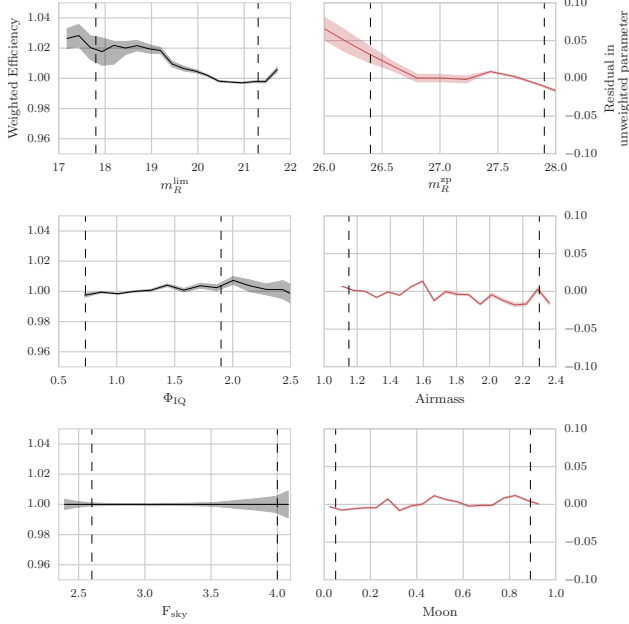 Weighted Efficiency
1.04
1.02
1.00
0.98
0.96
17 18 19 20 21 22
m_R^lim
0.10
0.05
0.00
−0.05
−0.10
Residual in
unweighted parameter
26.0 26.5 27.0 27.5 28.0
m_R^zp
1.04
1.02
1.00
0.98
0.96
0.5 1.0 1.5 2.0 2.5
Φ_IQ
0.10
0.05
0.00
−0.05
−0.10
1.0 1.2 1.4 1.6 1.8 2.0 2.2 2.4
Airmass
1.04
1.02
1.00
0.98
0.96
2.5 3.0 3.5 4.0
F_sky
0.10
0.05
0.00
−0.05
−0.10
0.0 0.2 0.4 0.6 0.8 1.0
Moon